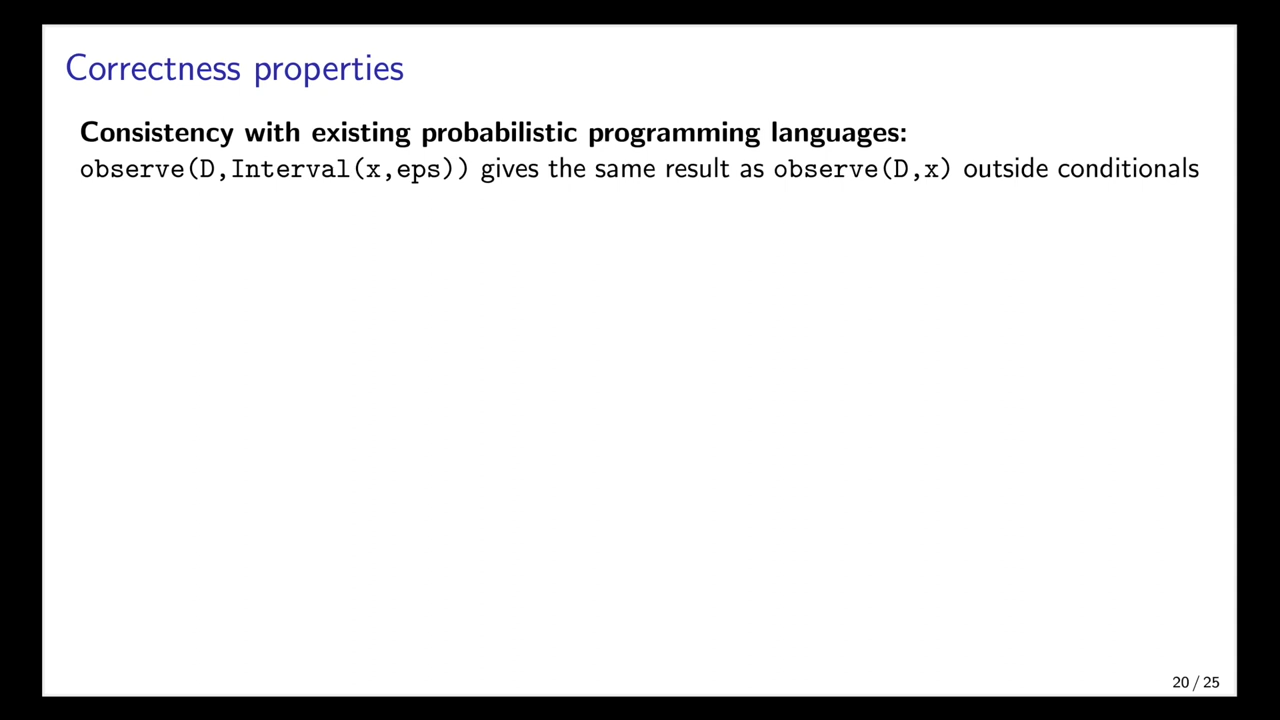 Correctness properties
Consistency with existing probabilistic programming languages:
observe(D,Interval(x,eps)) gives the same result as observe(D,x) outside conditionals
20 / 25